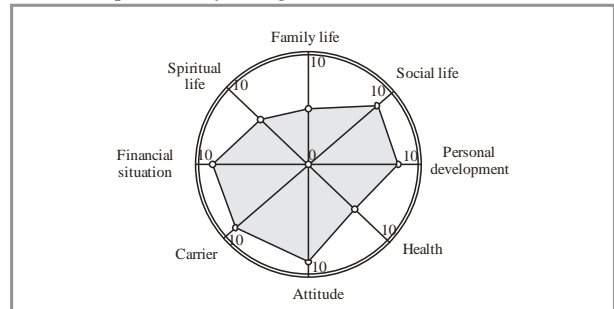 Family life
10
Social life
10
Personal
development
10
Health
10
Attitude
10
Carrier
10
Financial
situation
10
Spiritual
life
10
0